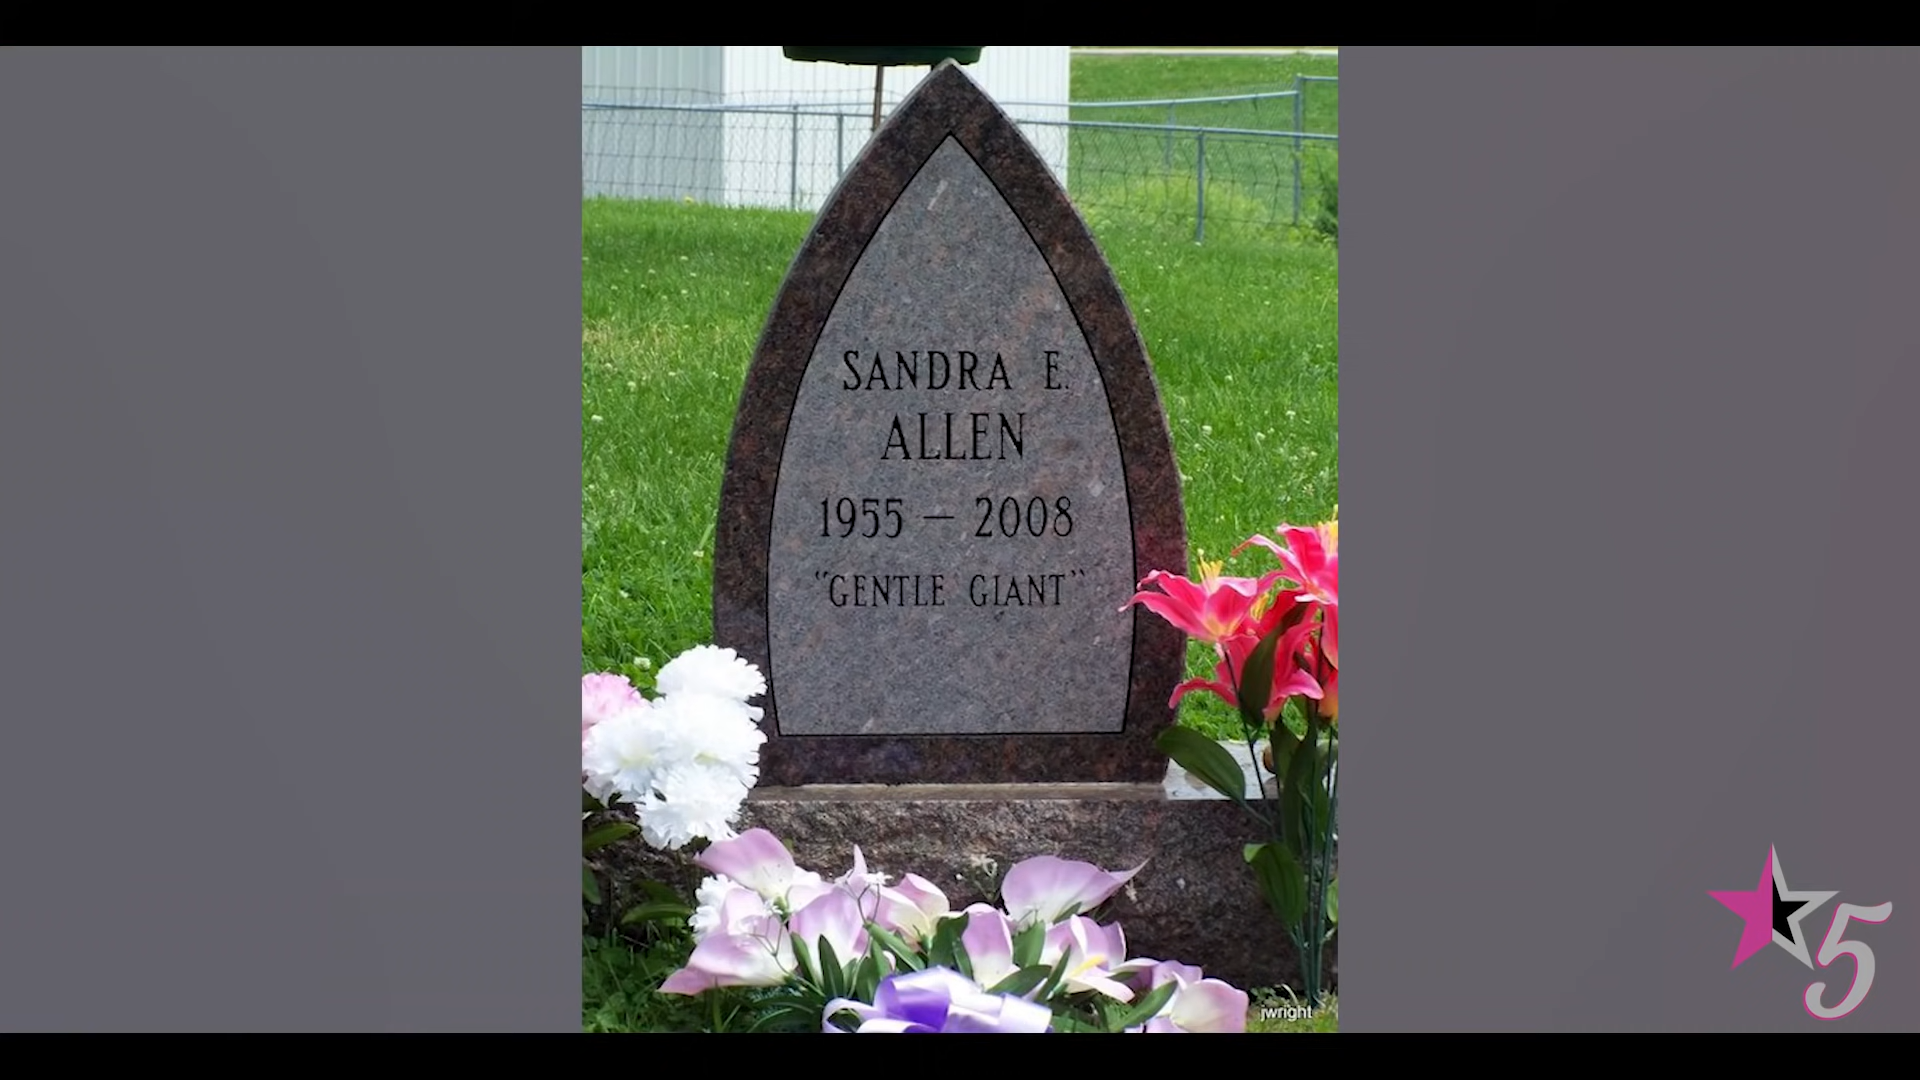 SANDRA E.
ALLEN
1955 – 2008
"GENTLE GIANT"
jwright
5